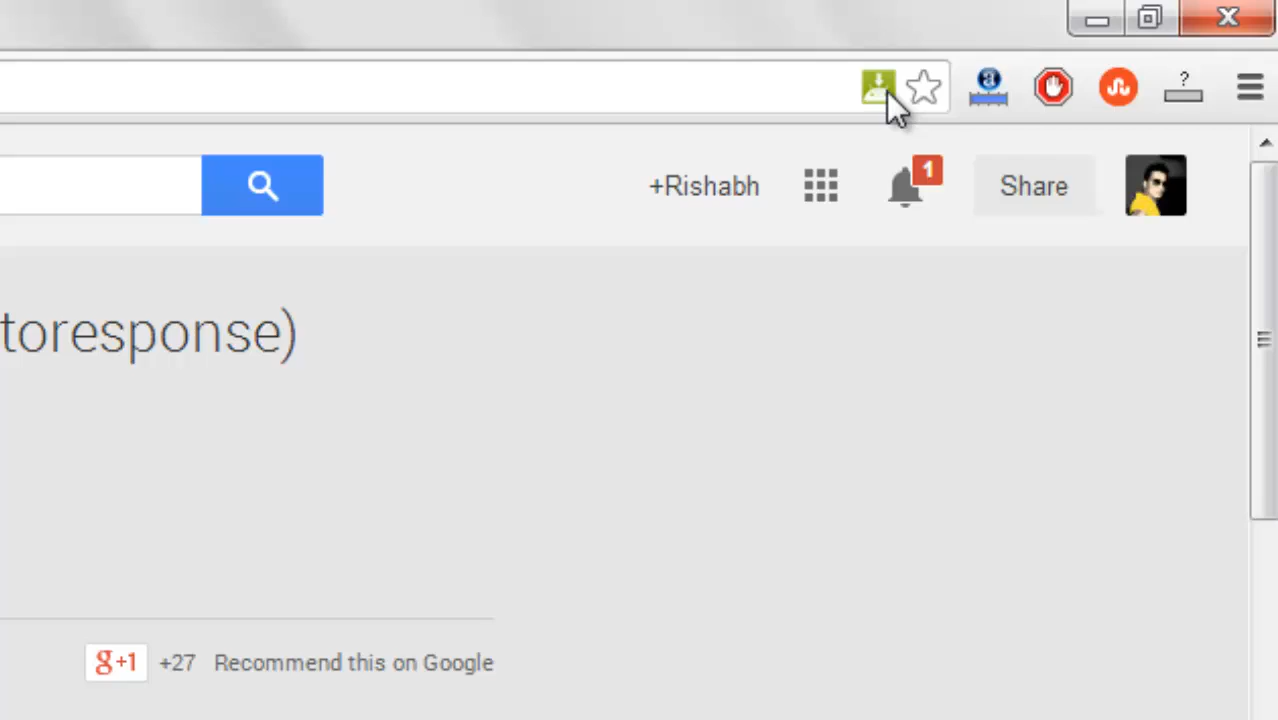 a
?
+Rishabh
1
Share
toresponse)
g+1 +27 Recommend this on Google